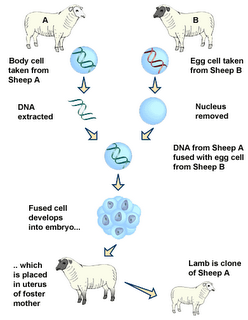 A
B
Body cell
taken from
Sheep A
Egg cell taken
from Sheep B
DNA
extracted
Nucleus
removed
DNA from Sheep A
fused with egg cell
from Sheep B
Fused cell
develops
into embryo...
.. which
is placed
in uterus
of foster
mother
Lamb is clone
of Sheep A